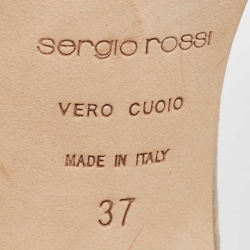 sergio rossi
VERO CUOIO
MADE IN ITALY
37